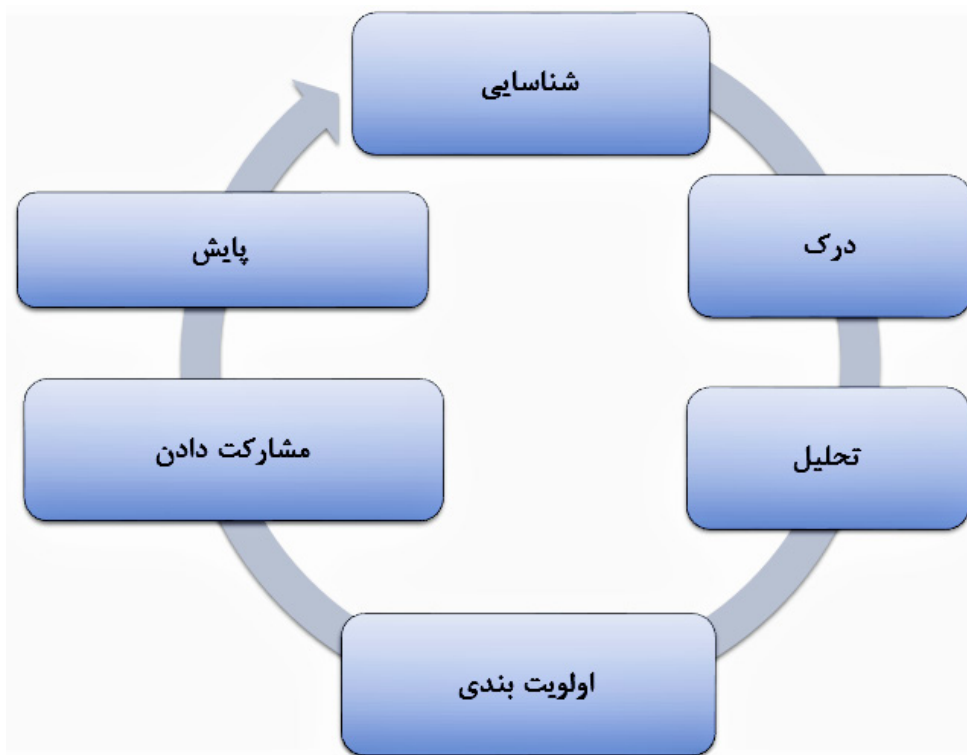 شناسایی
درک
تحلیل
اولویت بندی
مشارکت دادن
پایش